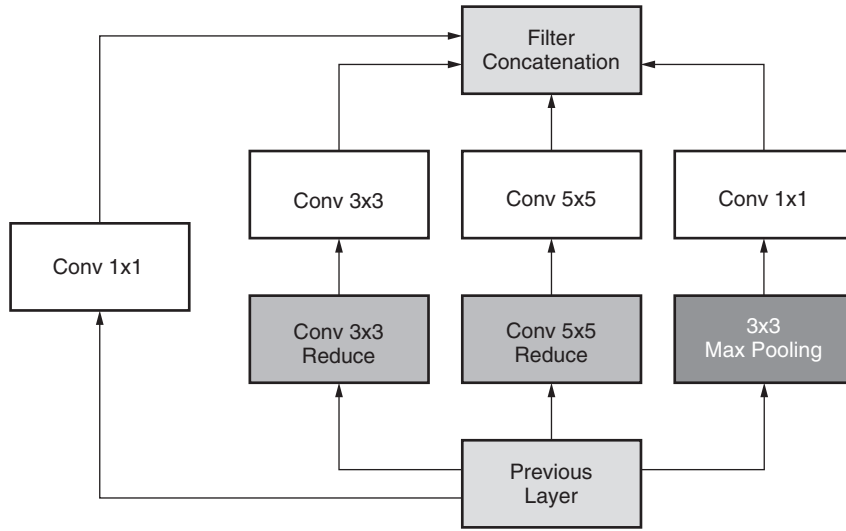 Filter
Concatenation
Conv 3x3
Conv 5x5
Conv 1x1
Conv 1x1
Conv 3x3
Reduce
Conv 5x5
Reduce
3x3
Max Pooling
Previous
Layer